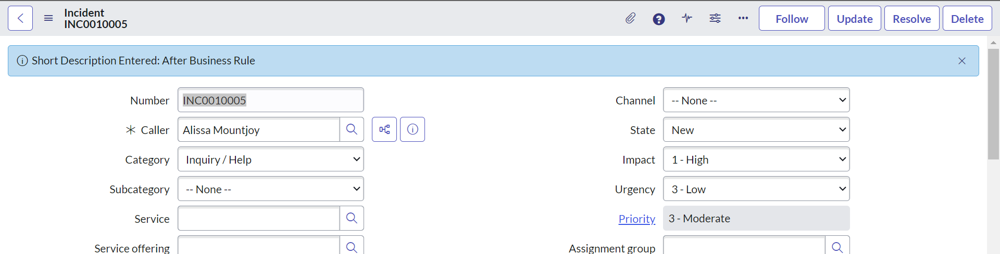 Incident
INC0010005
Follow
Update
Resolve
Delete
Short Description Entered: After Business Rule
Number
INC0010005
Caller
Alissa Mountjoy
Category
Inquiry / Help
Subcategory
-- None --
Service
Service offering
Channel
-- None --
State
New
Impact
1 - High
Urgency
3 - Low
Priority
3 - Moderate
Assignment group